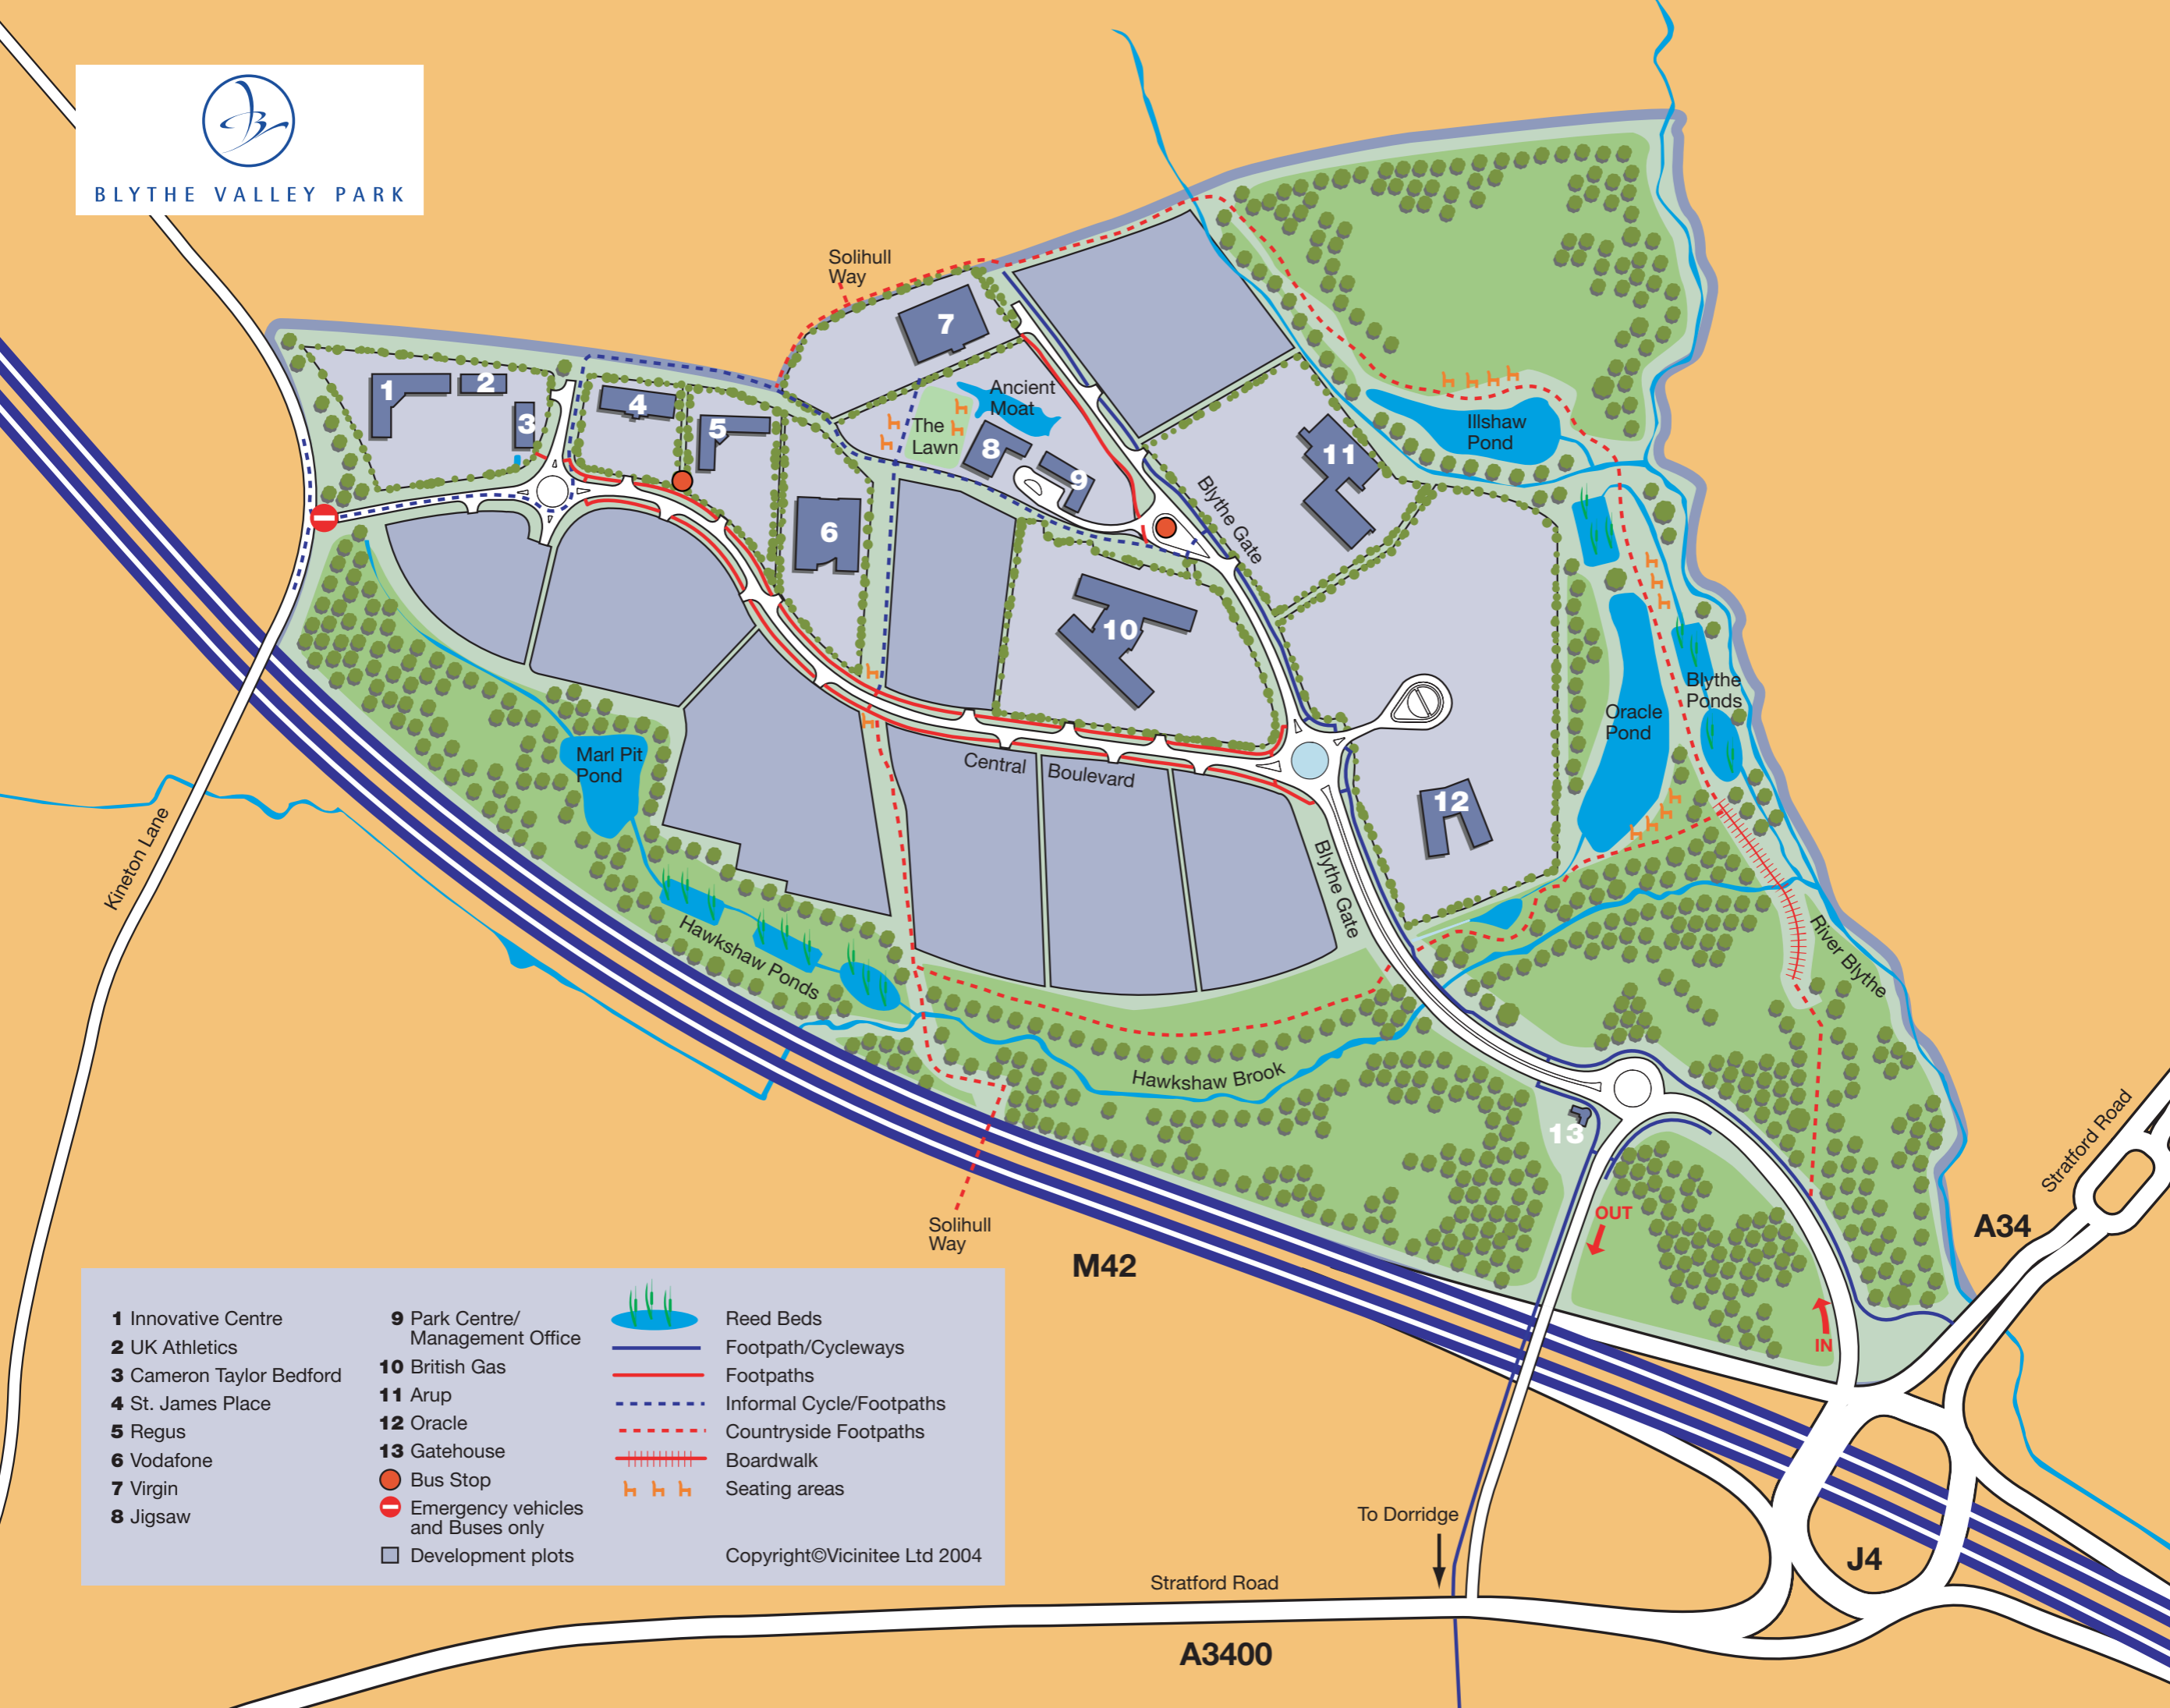 BLYTHE VALLEY PARK
Solihull
Way
1
2
3
4
5
6
7
8
9
10
11
12
13
The
Lawn
Ancient
Moat
Illshaw
Pond
Blythe Gate
Blythe
Ponds
Oracle
Pond
Marl Pit
Pond
Central Boulevard
Blythe Gate
Kineton Lane
Hawkshaw Ponds
River Blythe
Hawkshaw Brook
Solihull
Way
M42
OUT
IN
Stratford Road
A34
J4
To Dorridge
Stratford Road
A3400
1 Innovative Centre
2 UK Athletics
3 Cameron Taylor Bedford
4 St. James Place
5 Regus
6 Vodafone
7 Virgin
8 Jigsaw
9 Park Centre/
Management Office
10 British Gas
11 Arup
12 Oracle
13 Gatehouse
Bus Stop
Emergency vehicles
and Buses only
Development plots
Reed Beds
Footpath/Cycleways
Footpaths
Informal Cycle/Footpaths
Countryside Footpaths
Boardwalk
Seating areas
Copyright©Vicinitee Ltd 2004